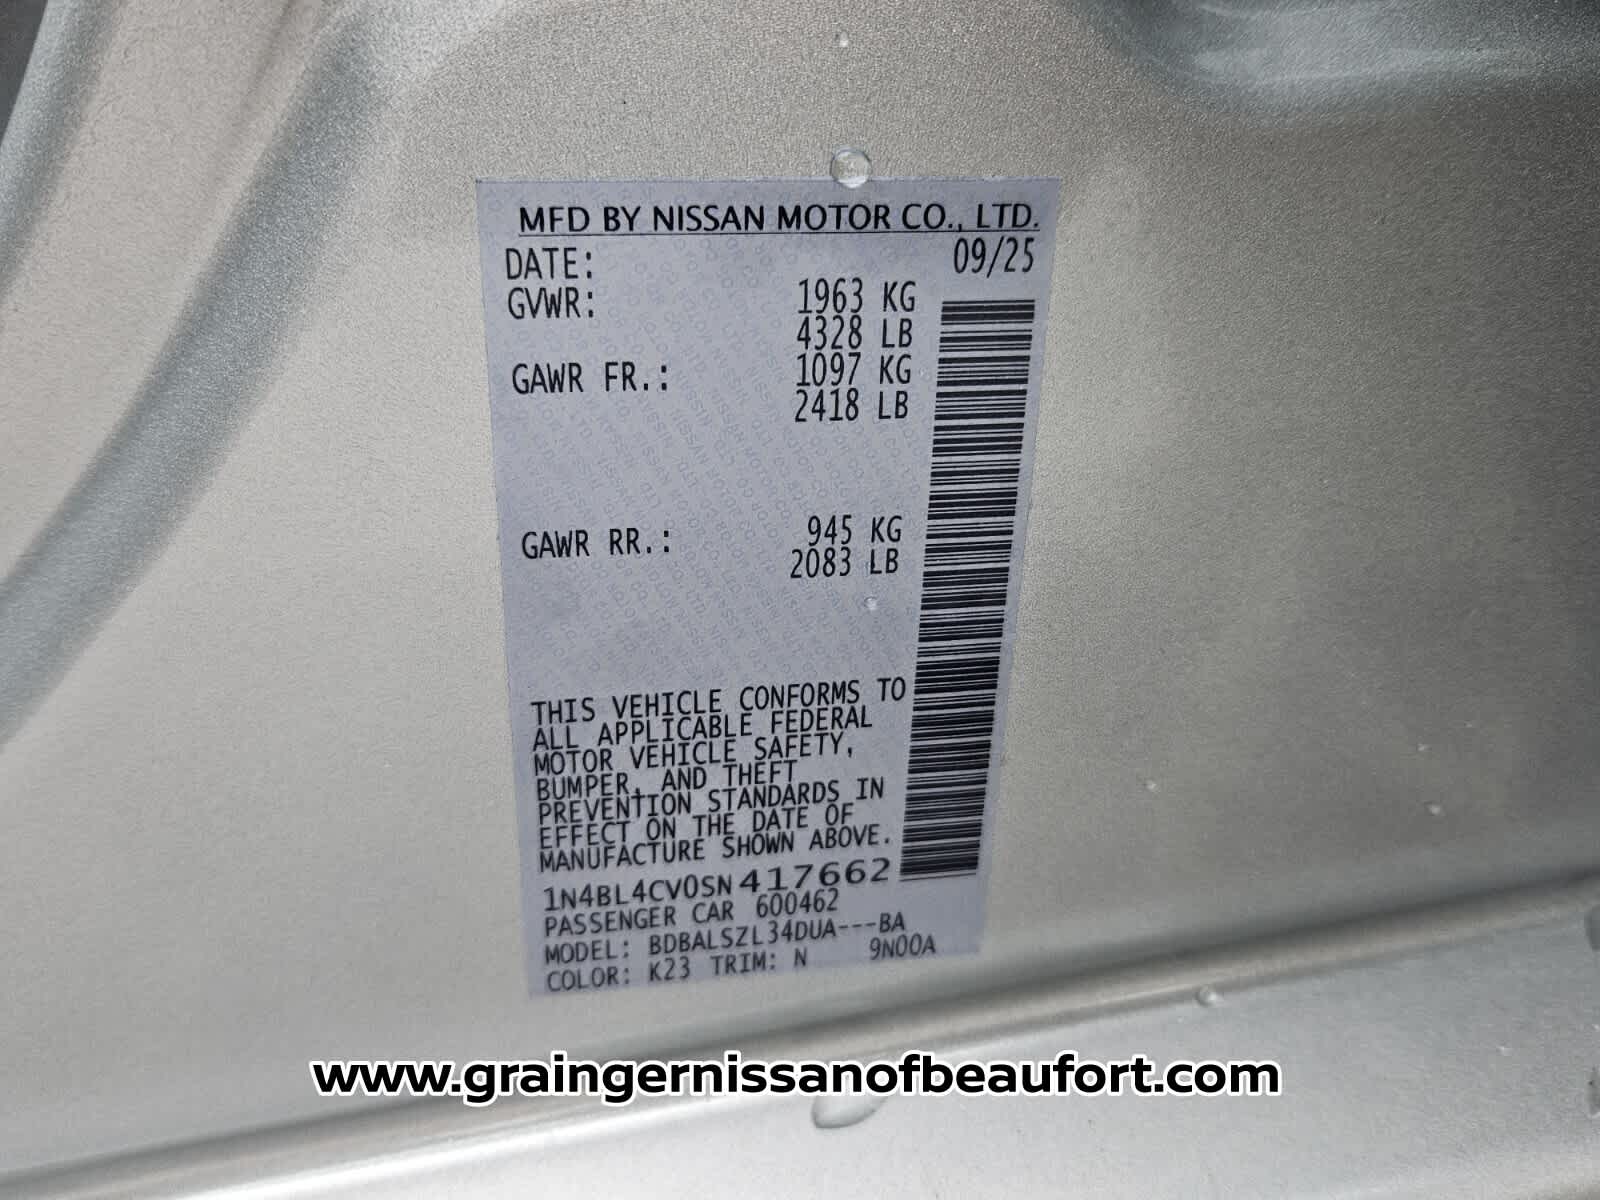 MFD BY NISSAN MOTOR CO., LTD.
DATE: 09/25
GVWR: 1963 KG
4328 LB
GAWR FR.: 1097 KG
2418 LB
GAWR RR.: 945 KG
2083 LB
THIS VEHICLE CONFORMS TO
ALL APPLICABLE FEDERAL
MOTOR VEHICLE SAFETY,
BUMPER, AND THEFT
PREVENTION STANDARDS IN
EFFECT ON THE DATE OF
MANUFACTURE SHOWN ABOVE.
1N4BL4CV0SN417662
PASSENGER CAR 600462
MODEL: BDBALSZL34DUA---BA
COLOR: K23 TRIM: N 9N00A
www.graingernissanofbeaufort.com